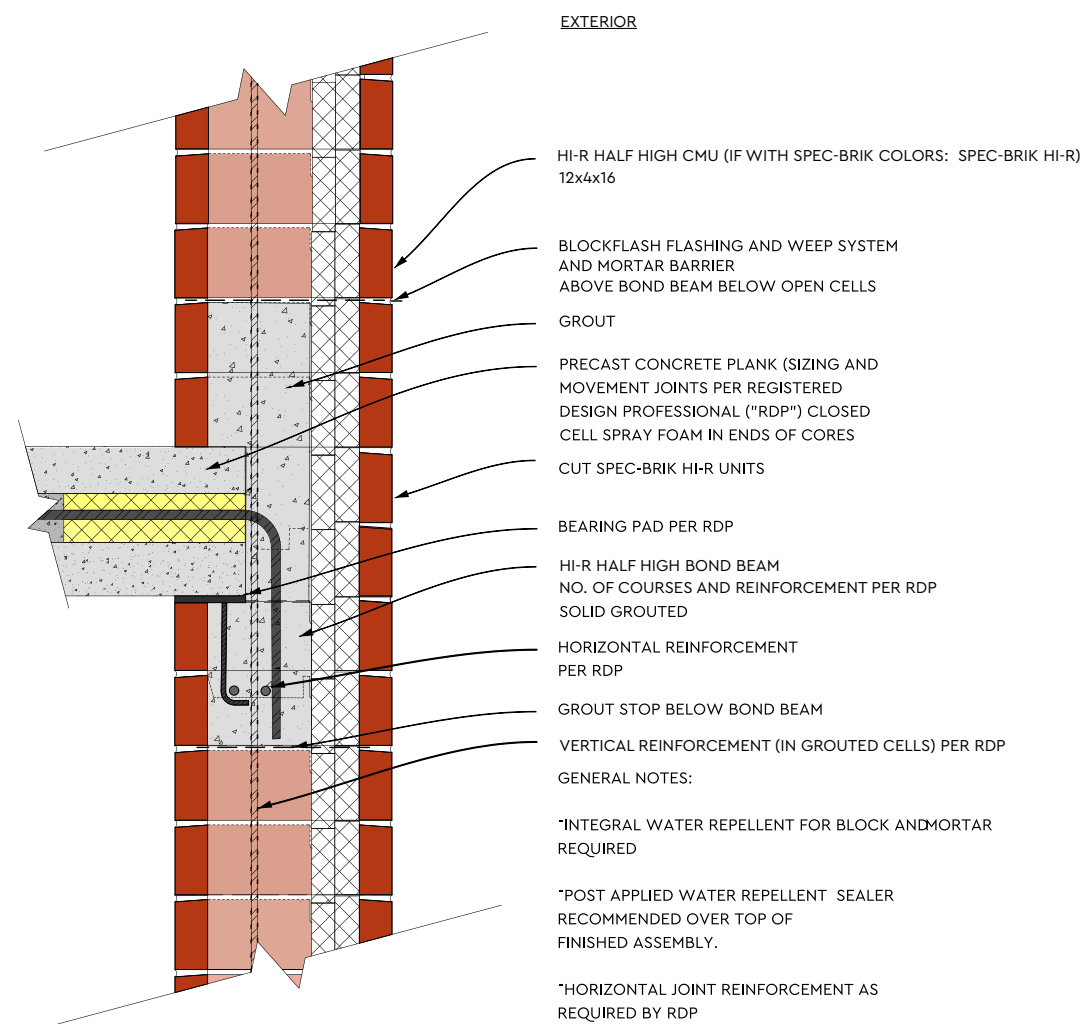 EXTERIOR
HI-R HALF HIGH CMU (IF WITH SPEC-BRIK COLORS: SPEC-BRIK HI-R)
12x4x16
BLOCKFLASH FLASHING AND WEEP SYSTEM
AND MORTAR BARRIER
ABOVE BOND BEAM BELOW OPEN CELLS
GROUT
PRECAST CONCRETE PLANK (SIZING AND
MOVEMENT JOINTS PER REGISTERED
DESIGN PROFESSIONAL ("RDP") CLOSED
CELL SPRAY FOAM IN ENDS OF CORES
CUT SPEC-BRIK HI-R UNITS
BEARING PAD PER RDP
HI-R HALF HIGH BOND BEAM
NO. OF COURSES AND REINFORCEMENT PER RDP
SOLID GROUTED
HORIZONTAL REINFORCEMENT
PER RDP
GROUT STOP BELOW BOND BEAM
VERTICAL REINFORCEMENT (IN GROUTED CELLS) PER RDP
GENERAL NOTES:
-INTEGRAL WATER REPELLENT FOR BLOCK ANDMORTAR
REQUIRED
-POST APPLIED WATER REPELLENT SEALER
RECOMMENDED OVER TOP OF
FINISHED ASSEMBLY.
-HORIZONTAL JOINT REINFORCEMENT AS
REQUIRED BY RDP